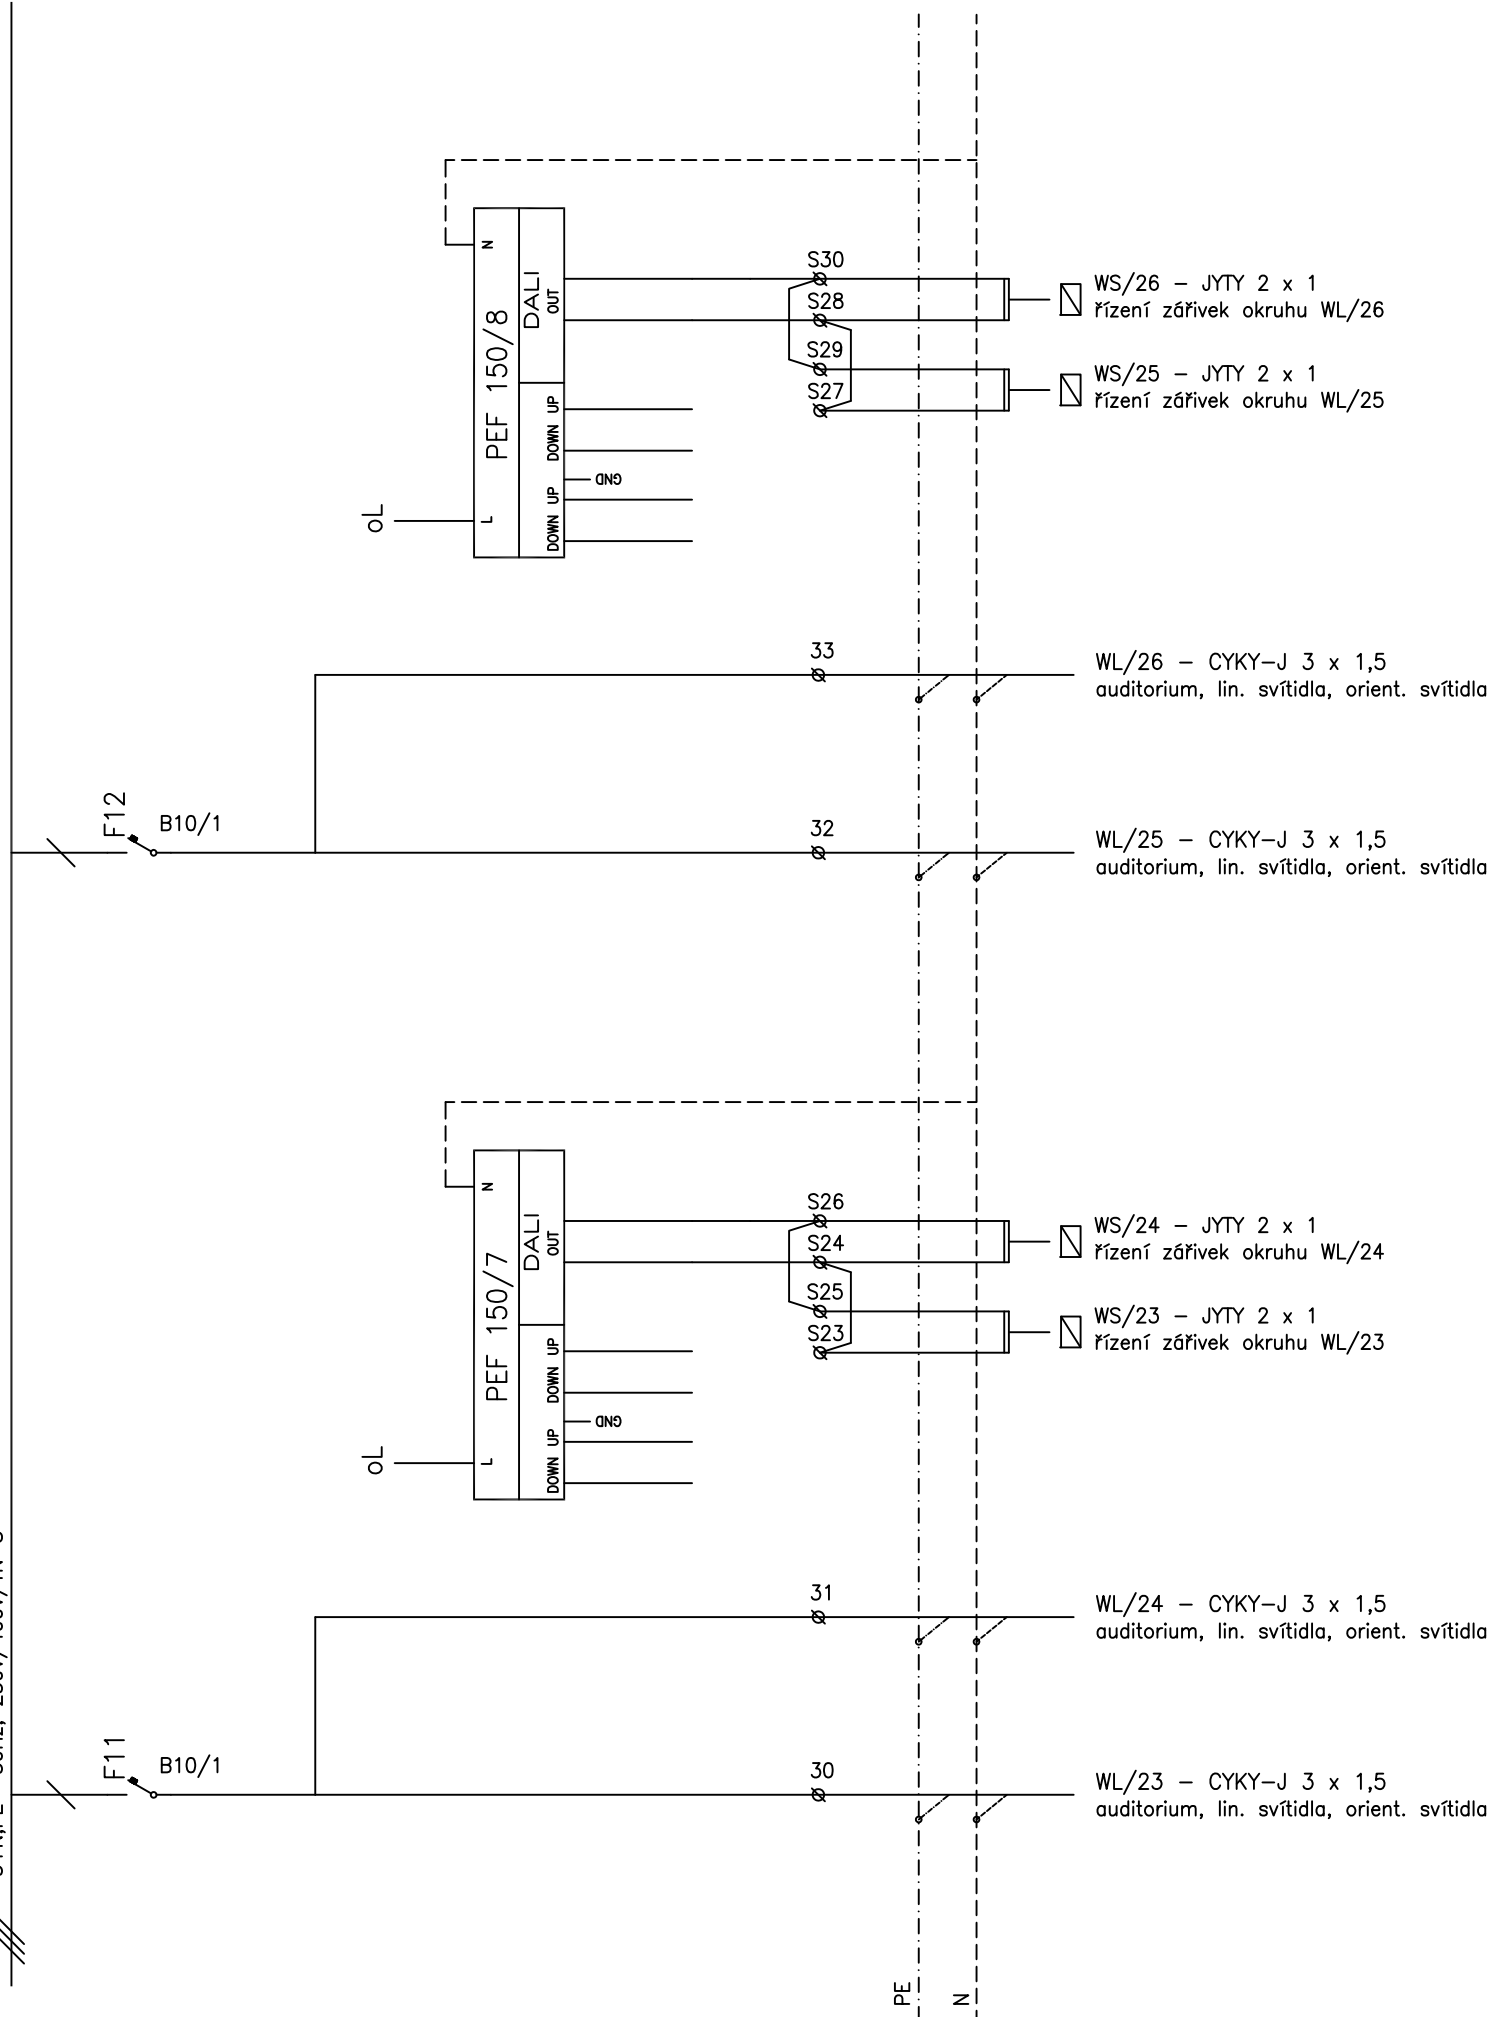 S30
WS/26 – JYTY 2 x 1
řízení zářivek okruhu WL/26
S28
S29
WS/25 – JYTY 2 x 1
řízení zářivek okruhu WL/25
S27
N
DALI
OUT
PEF 150/8
UP
DOWN
GND
UP
DOWN
L
oL
33
WL/26 – CYKY–J 3 x 1,5
auditorium, lin. svítidla, orient. svítidla
F12
B10/1
32
WL/25 – CYKY–J 3 x 1,5
auditorium, lin. svítidla, orient. svítidla
S26
WS/24 – JYTY 2 x 1
řízení zářivek okruhu WL/24
S24
S25
WS/23 – JYTY 2 x 1
řízení zářivek okruhu WL/23
S23
N
DALI
OUT
PEF 150/7
UP
DOWN
GND
UP
DOWN
L
oL
31
WL/24 – CYKY–J 3 x 1,5
auditorium, lin. svítidla, orient. svítidla
F11
B10/1
30
WL/23 – CYKY–J 3 x 1,5
auditorium, lin. svítidla, orient. svítidla
PE
N